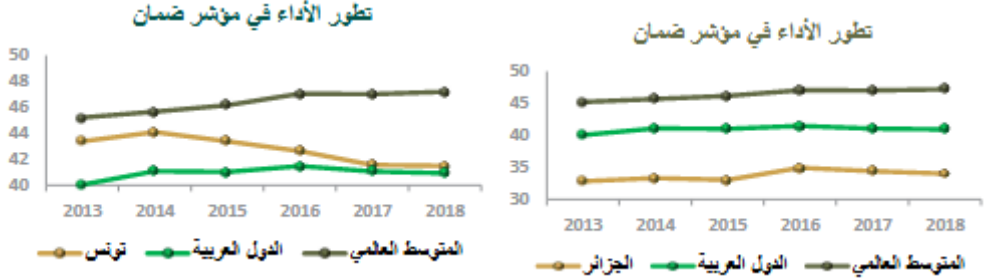 تطور الأداء في مؤشر ضمان
50
48
46
44
42
40
2013 2014 2015 2016 2017 2018
المتوسط العالمي الدول العربية تونس
تطور الأداء في مؤشر ضمان
50
45
40
35
30
2013 2014 2015 2016 2017 2018
المتوسط العالمي الدول العربية الجزائر